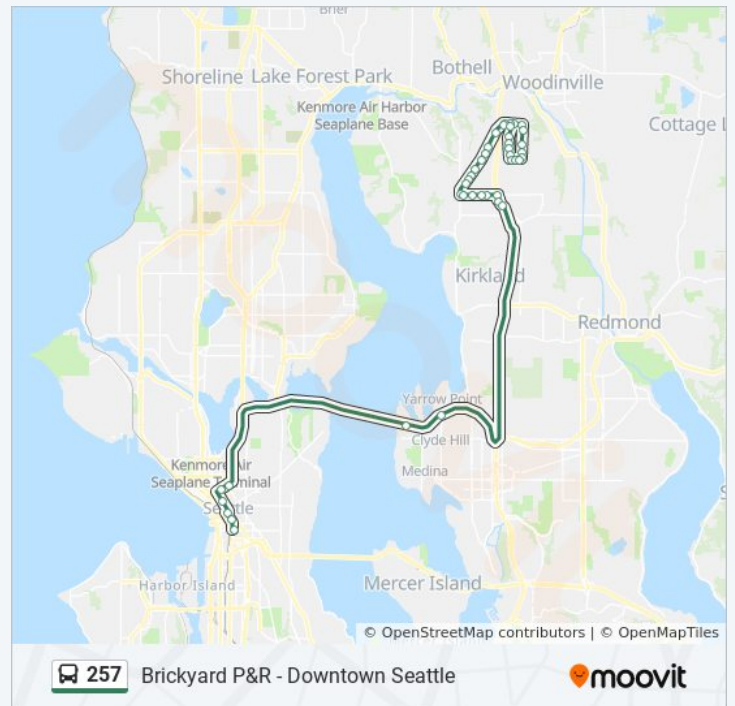 Brier
Bothell
Shoreline
Lake Forest Park
Woodinville
Kenmore Air Harbor
Seaplane Base
Cottage L
Kirkland
Redmond
Yarrow Point
Clyde Hill
Medina
Kenmore Air
Seaplane Terminal
Seattle
Harbor Island
Mercer Island
© OpenStreetMap contributors | © OpenMapTiles
257
Brickyard P&R - Downtown Seattle
moovit